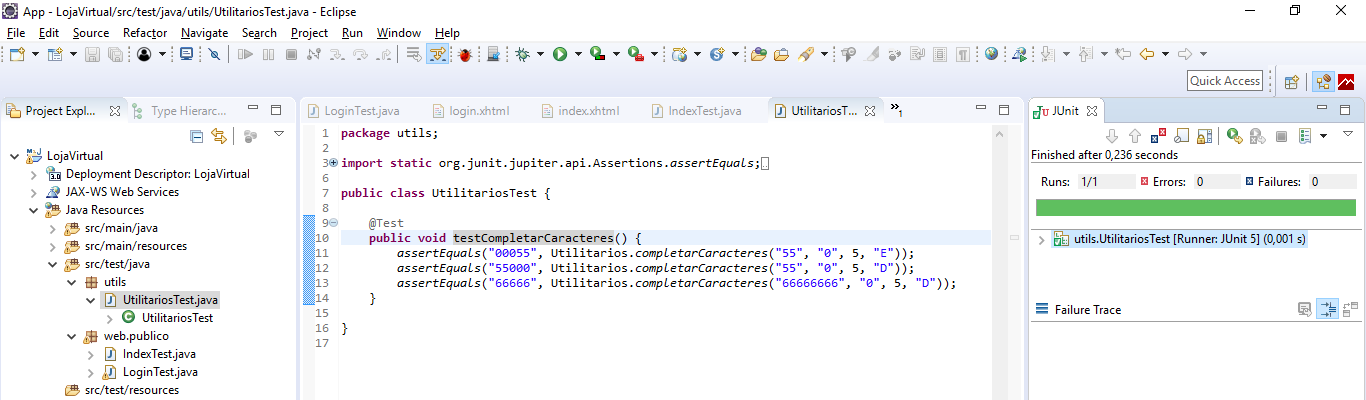 App - LojaVirtual/src/test/java/utils/UtilitariosTest.java - Eclipse
File Edit Source Refactor Navigate Search Project Run Window Help
Quick Access
Project Expl... Type Hierarc...
LojaVirtual
Deployment Descriptor: LojaVirtual
JAX-WS Web Services
Java Resources
src/main/java
src/main/resources
src/test/java
utils
UtilitariosTest.java
UtilitariosTest
web.publico
IndexTest.java
LoginTest.java
src/test/resources
LoginTest.java login.xhtml index.xhtml IndexTest.java UtilitariosT... »1
1 package utils;
2
3 import static org.junit.jupiter.api.Assertions.assertEquals;
6
7 public class UtilitariosTest {
8
9 @Test
10 public void testCompletarCaracteres() {
11 assertEquals("00055", Utilitarios.completarCaracteres("55", "0", 5, "E"));
12 assertEquals("55000", Utilitarios.completarCaracteres("55", "0", 5, "D"));
13 assertEquals("66666", Utilitarios.completarCaracteres("66666666", "0", 5, "D"));
14 }
15
16 }
17
JUnit
Finished after 0,236 seconds
Runs: 1/1 Errors: 0 Failures: 0
utils.UtilitariosTest [Runner: JUnit 5] (0,001 s)
Failure Trace